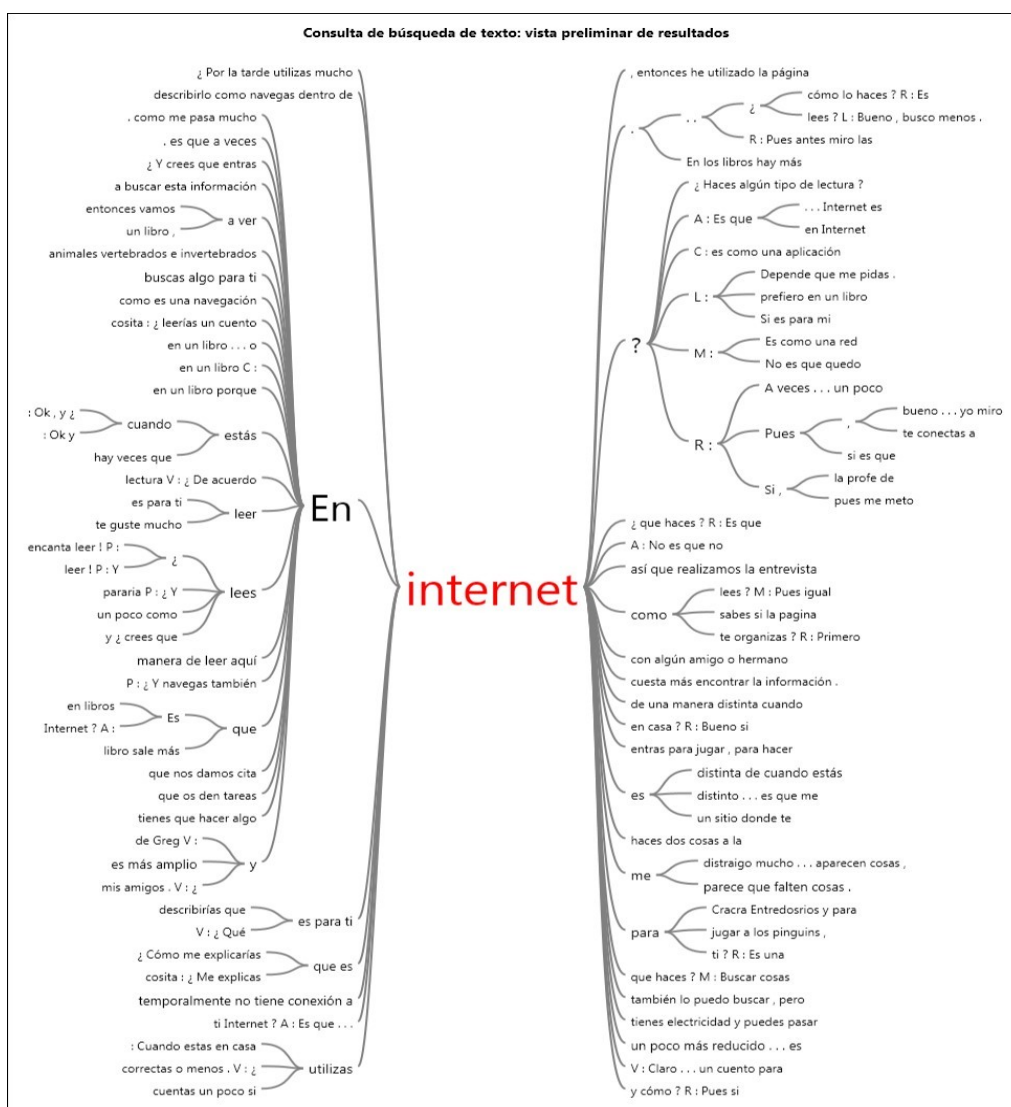 Consulta de búsqueda de texto: vista preliminar de resultados
¿ Por la tarde utilizas mucho
describirlo como navegas dentro de
. como me pasa mucho
. es que a veces
¿ Y crees que entras
a buscar esta información
entonces vamos
un libro ,
a ver
animales vertebrados e invertebrados
buscas algo para ti
como es una navegación
cosita : ¿ leerías un cuento
en un libro . . . o
en un libro C :
en un libro porque
: Ok , y ¿
: Ok y
cuando
hay veces que
estás
lectura V : ¿ De acuerdo
es para ti
te guste mucho
leer
encanta leer ! P :
leer ! P : Y
¿
pararia P : ¿ Y
un poco como
y ¿ crees que
lees
manera de leer aquí
P : ¿ Y navegas también
en libros
Internet ? A :
Es
libro sale más
que
que nos damos cita
que os den tareas
tienes que hacer algo
de Greg V :
es más amplio
mis amigos . V : ¿
y
En
describirías que
V : ¿ Qué
es para ti
¿ Cómo me explicarías
cosita : ¿ Me explicas
que es
temporalmente no tiene conexión a
ti Internet ? A : Es que . . .
: Cuando estas en casa
correctas o menos . V : ¿
cuentas un poco si
utilizas
internet
, entonces he utilizado la página
.
. .
¿
cómo lo haces ? R : Es
lees ? L : Bueno , busco menos .
R : Pues antes miro las
En los libros hay más
?
¿ Haces algún tipo de lectura ?
A : Es que
. . . Internet es
en Internet
C : es como una aplicación
L :
Depende que me pidas .
prefiero en un libro
Si es para mi
M :
Es como una red
No es que quedo
R :
A veces . . . un poco
Pues
,
bueno . . . yo miro
te conectas a
si es que
Si ,
la profe de
pues me meto
¿ que haces ? R : Es que
A : No es que no
así que realizamos la entrevista
como
lees ? M : Pues igual
sabes si la pagina
te organizas ? R : Primero
con algún amigo o hermano
cuesta más encontrar la información .
de una manera distinta cuando
en casa ? R : Bueno si
entras para jugar , para hacer
es
distinta de cuando estás
distinto . . . es que me
un sitio donde te
haces dos cosas a la
me
distraigo mucho . . . aparecen cosas ,
parece que falten cosas .
para
Cracra Entredosrios y para
jugar a los pinguins ,
ti ? R : Es una
que haces ? M : Buscar cosas
también lo puedo buscar , pero
tienes electricidad y puedes pasar
un poco más reducido . . . es
V : Claro . . . un cuento para
y cómo ? R : Pues si